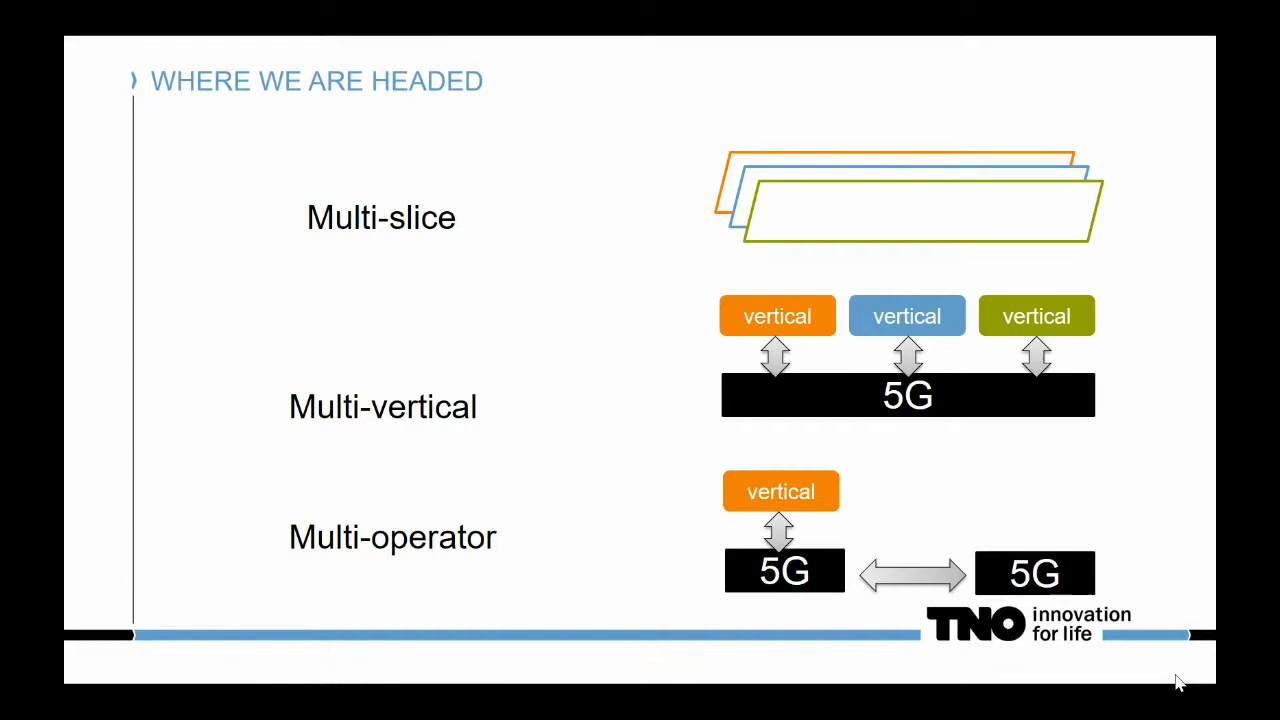 WHERE WE ARE HEADED
Multi-slice
vertical vertical vertical
5G
Multi-vertical
vertical
Multi-operator
5G 5G
TNO innovation
for life